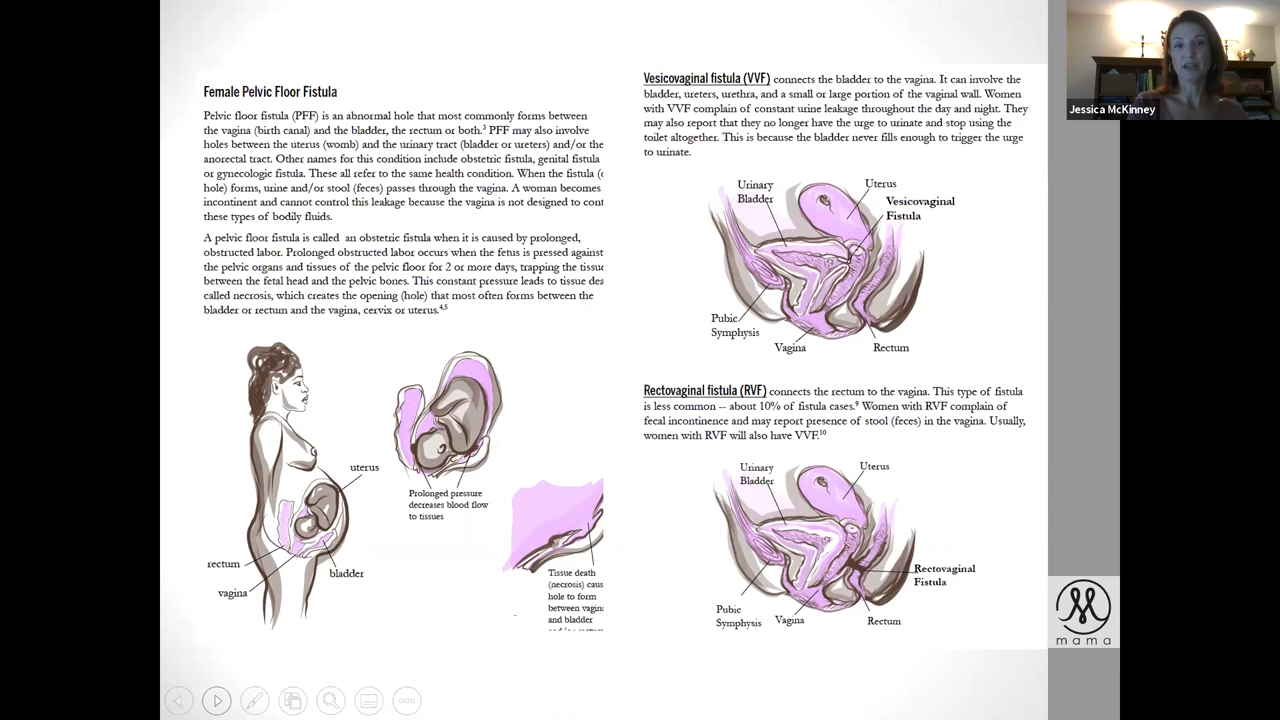 Female Pelvic Floor Fistula
Pelvic floor fistula (PFF) is an abnormal hole that most commonly forms between
the vagina (birth canal) and the bladder, the rectum or both.³ PFF may also involve
holes between the uterus (womb) and the urinary tract (bladder or ureters) and/or the
anorectal tract. Other names for this condition include obstetric fistula, genital fistula
or gynecologic fistula. These all refer to the same health condition. When the fistula (
hole) forms, urine and/or stool (feces) passes through the vagina. A woman becomes
incontinent and cannot control this leakage because the vagina is not designed to cont
these types of bodily fluids.
A pelvic floor fistula is called an obstetric fistula when it is caused by prolonged,
obstructed labor. Prolonged obstructed labor occurs when the fetus is pressed against
the pelvic organs and tissues of the pelvic floor for 2 or more days, trapping the tissue
between the fetal head and the pelvic bones. This constant pressure leads to tissue dea
called necrosis, which creates the opening (hole) that most often forms between the
bladder or rectum and the vagina, cervix or uterus.⁴,⁵
uterus
rectum
vagina
bladder
Prolonged pressure
decreases blood flow
to tissues
Tissue death
(necrosis) caus
hole to form
between vagin
and bladder
Vesicovaginal fistula (VVF) connects the bladder to the vagina. It can involve the
bladder, ureters, urethra, and a small or large portion of the vaginal wall. Women
with VVF complain of constant urine leakage throughout the day and night. They
may also report that they no longer have the urge to urinate and stop using the
toilet altogether. This is because the bladder never fills enough to trigger the urge
to urinate.
Urinary
Bladder
Uterus
Vesicovaginal
Fistula
Pubic
Symphysis
Vagina
Rectum
Rectovaginal fistula (RVF) connects the rectum to the vagina. This type of fistula
is less common -- about 10% of fistula cases.⁹ Women with RVF complain of
fecal incontinence and may report presence of stool (feces) in the vagina. Usually,
women with RVF will also have VVF.¹⁰
Urinary
Bladder
Uterus
Rectovaginal
Fistula
Pubic
Symphysis
Vagina
Rectum
Jessica McKinney
mama